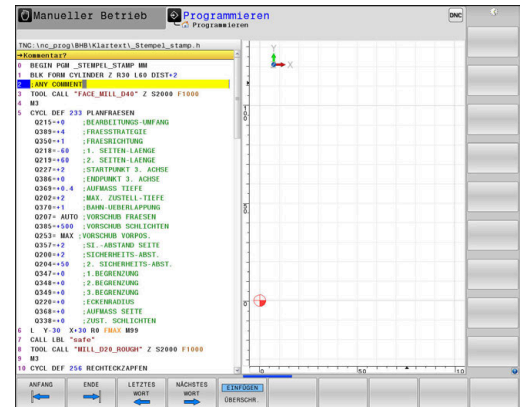 Manueller Betrieb
Programmieren
Programmieren
DNC
TNC:\nc_prog\BHB\Klartext\_Stempel_stamp.h
→Kommentar?
0 BEGIN PGM _STEMPEL_STAMP MM
1 BLK FORM CYLINDER Z R30 L60 DIST+2
2 ;ANY COMMENT
3 TOOL CALL "FACE_MILL_D40" Z S2000 F1000
4 M3
5 CYCL DEF 233 PLANFRAESEN
Q215=+0 ;BEARBEITUNGS-UMFANG
Q389=+4 ;FRAESSTRATEGIE
Q350=+1 ;FRAESRICHTUNG
Q218=-60 ;1. SEITEN-LAENGE
Q219=+60 ;2. SEITEN-LAENGE
Q227=+2 ;STARTPUNKT 3. ACHSE
Q386=+0 ;ENDPUNKT 3. ACHSE
Q369=+0.4 ;AUFMASS TIEFE
Q202=+2 ;MAX. ZUSTELL-TIEFE
Q370=+1 ;BAHN-UEBERLAPPUNG
Q207= AUTO ;VORSCHUB FRAESEN
Q385=+500 ;VORSCHUB SCHLICHTEN
Q253= MAX ;VORSCHUB VORPOS.
Q357=+2 ;SI.-ABSTAND SEITE
Q200=+2 ;SICHERHEITS-ABST.
Q204=+50 ;2. SICHERHEITS-ABST.
Q347=+0 ;1.BEGRENZUNG
Q348=+0 ;2.BEGRENZUNG
Q349=+0 ;3.BEGRENZUNG
Q220=+0 ;ECKENRADIUS
Q368=+0 ;AUFMASS SEITE
Q338=+0 ;ZUST. SCHLICHTEN
6 L Y-30 X+30 R0 FMAX M99
7 CALL LBL "safe"
8 TOOL CALL "MILL_D20_ROUGH" Z S2000 F1000
9 M3
10 CYCL DEF 256 RECHTECKZAPFEN
Y
X
100
50
0
0
50
100
ANFANG
ENDE
LETZTES WORT
NÄCHSTES WORT
EINFÜGEN
ÜBERSCHR.